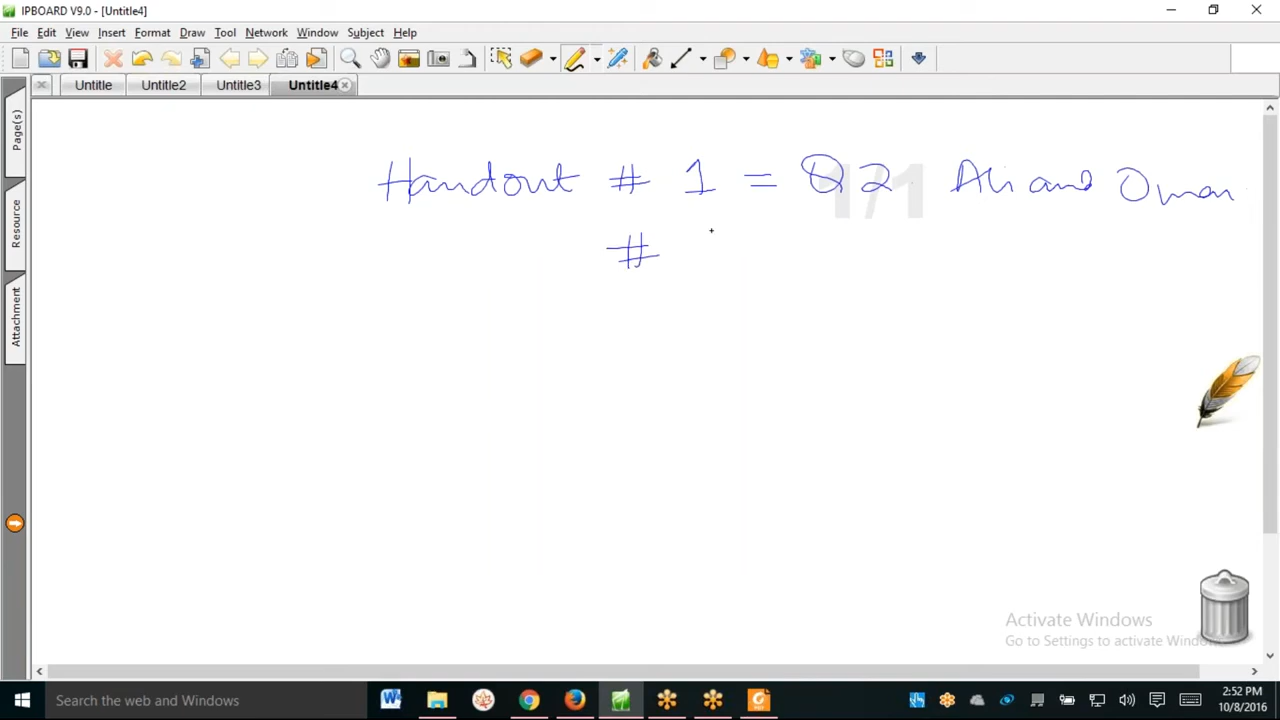 IPBOARD V9.0 - [Untitle4]
File Edit View Insert Format Draw Tool Network Window Subject Help
Untitle Untitle2 Untitle3 Untitle4
Page(s)
Resource
Attachment
1/1
Handout # 1 = Q2 Ali and Omar
#
Activate Windows
Go to Settings to activate Windows
Search the web and Windows
2:52 PM
10/8/2016